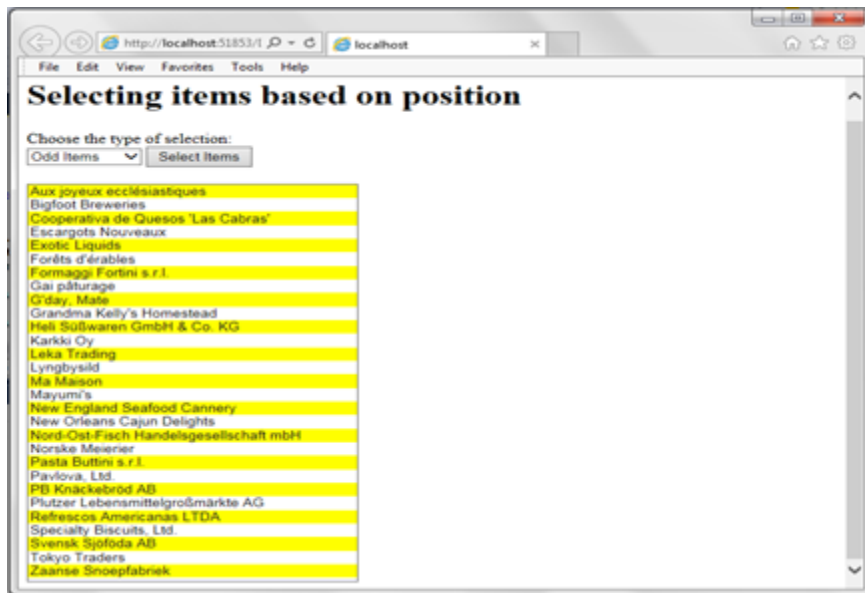 http://localhost:51853/
localhost
File Edit View Favorites Tools Help
Selecting items based on position
Choose the type of selection:
Odd Items Select Items
Aux joyeux ecclésiastiques
Bigfoot Breweries
Cooperativa de Quesos 'Las Cabras'
Escargots Nouveaux
Exotic Liquids
Forêts d'érables
Formaggi Fortini s.r.l.
Gai pâturage
G'day, Mate
Grandma Kelly's Homestead
Heli Süßwaren GmbH & Co. KG
Karkki Oy
Leka Trading
Lyngbysild
Ma Maison
Mayumi's
New England Seafood Cannery
New Orleans Cajun Delights
Nord-Ost-Fisch Handelsgesellschaft mbH
Norske Meierier
Pasta Buttini s.r.l.
Pavlova, Ltd.
PB Knäckebröd AB
Plutzer Lebensmittelgroßmärkte AG
Refrescos Americanas LTDA
Specialty Biscuits, Ltd.
Svensk Sjöföda AB
Tokyo Traders
Zaanse Snoepfabriek